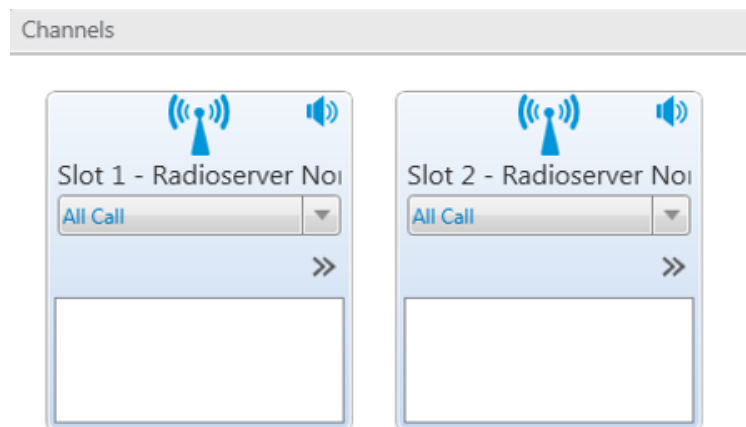 Channels
Slot 1 - Radioserver
Slot 2 - Radioserver
All Call
All Call